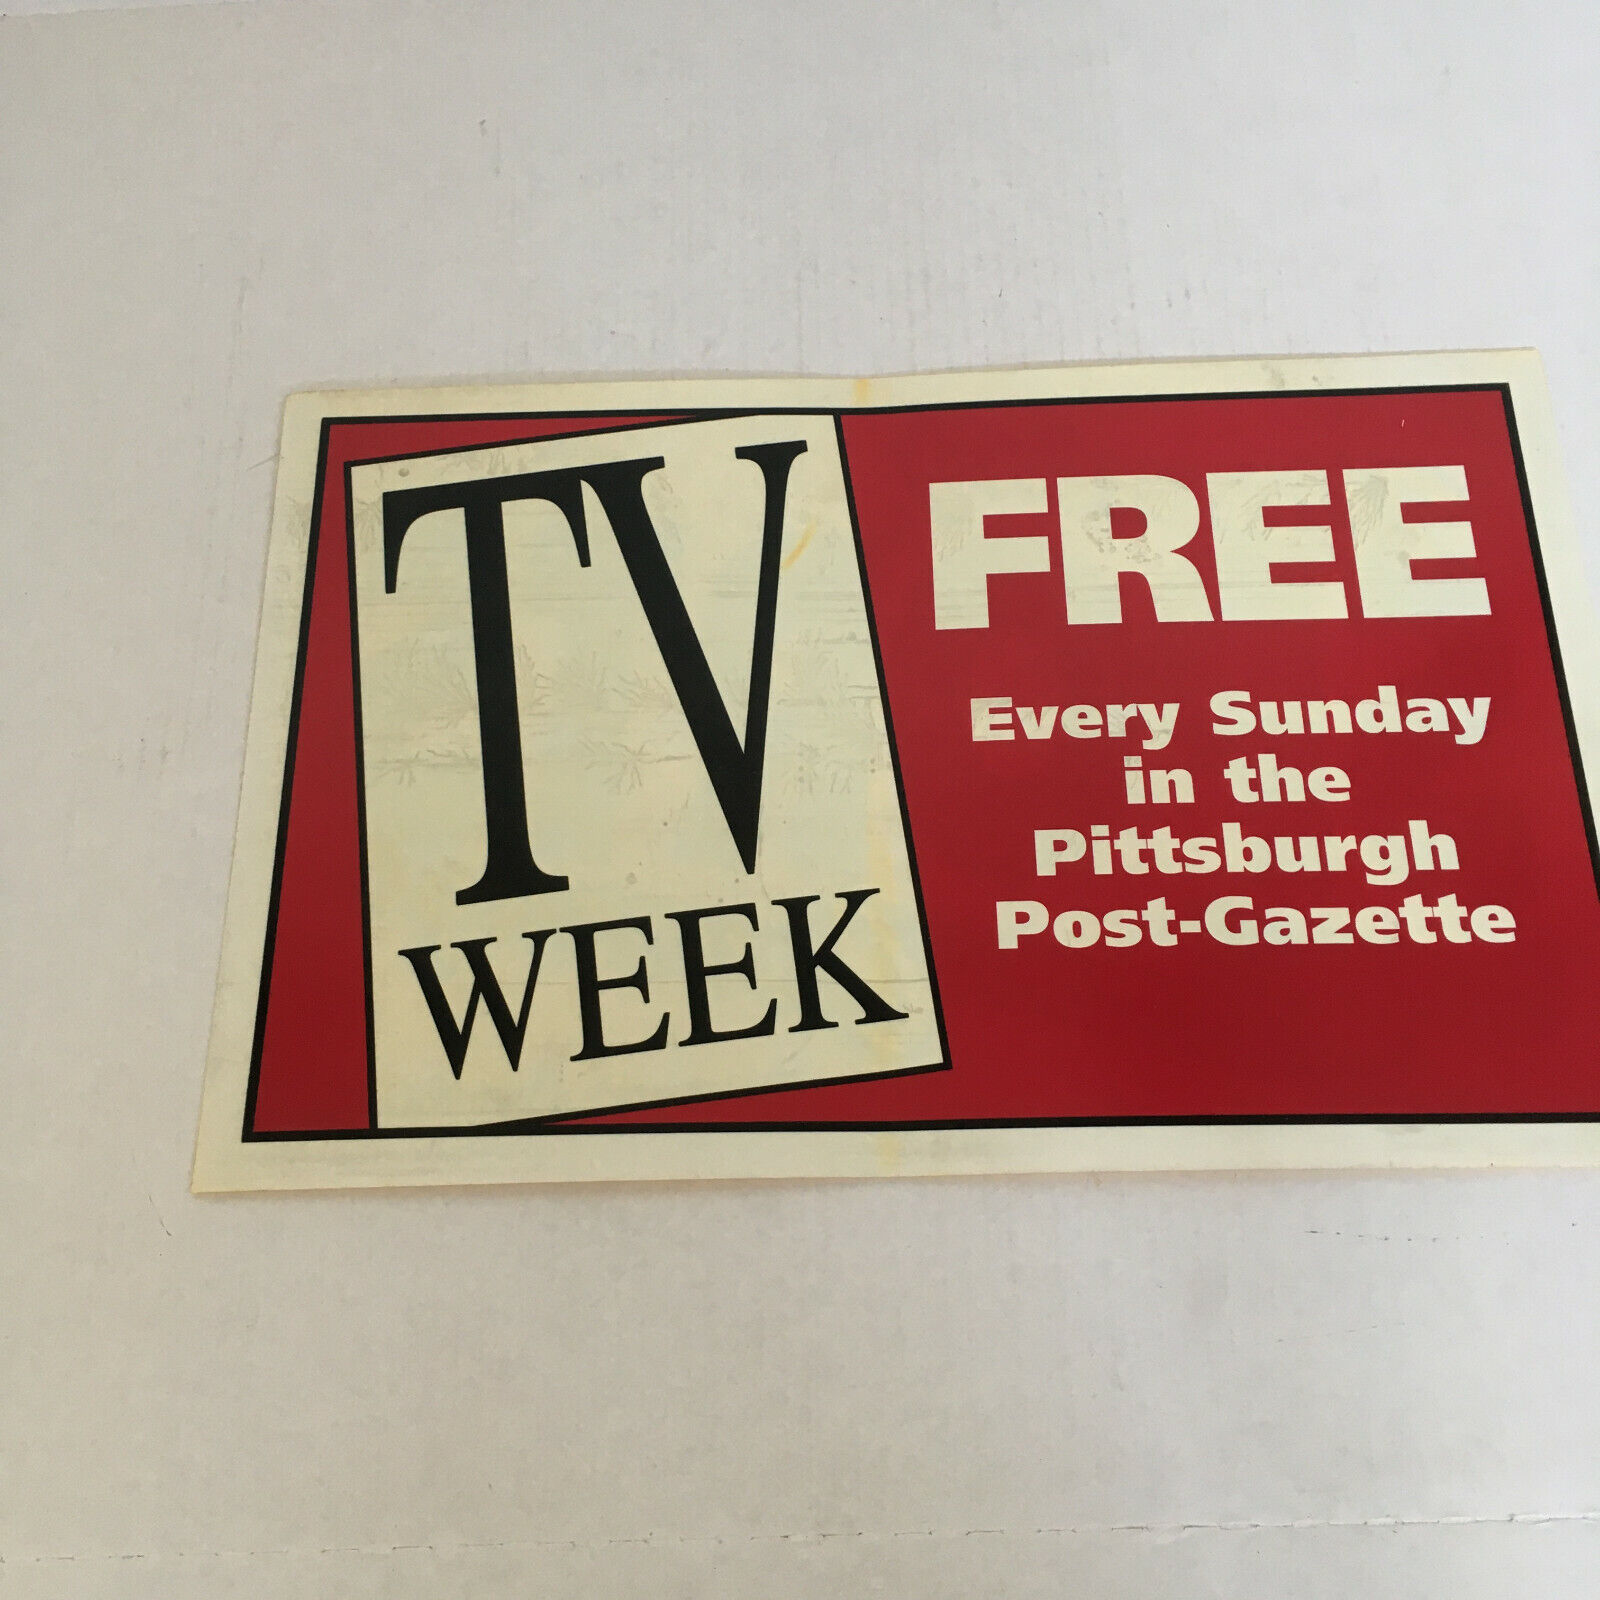 TV
WEEK
FREE
Every Sunday
in the
Pittsburgh
Post-Gazette